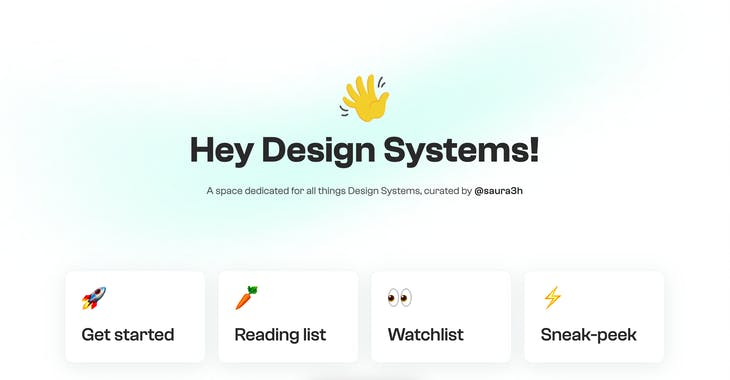 Hey Design Systems!
A space dedicated for all things Design Systems, curated by @saura3h
Get started
Reading list
Watchlist
Sneak-peek